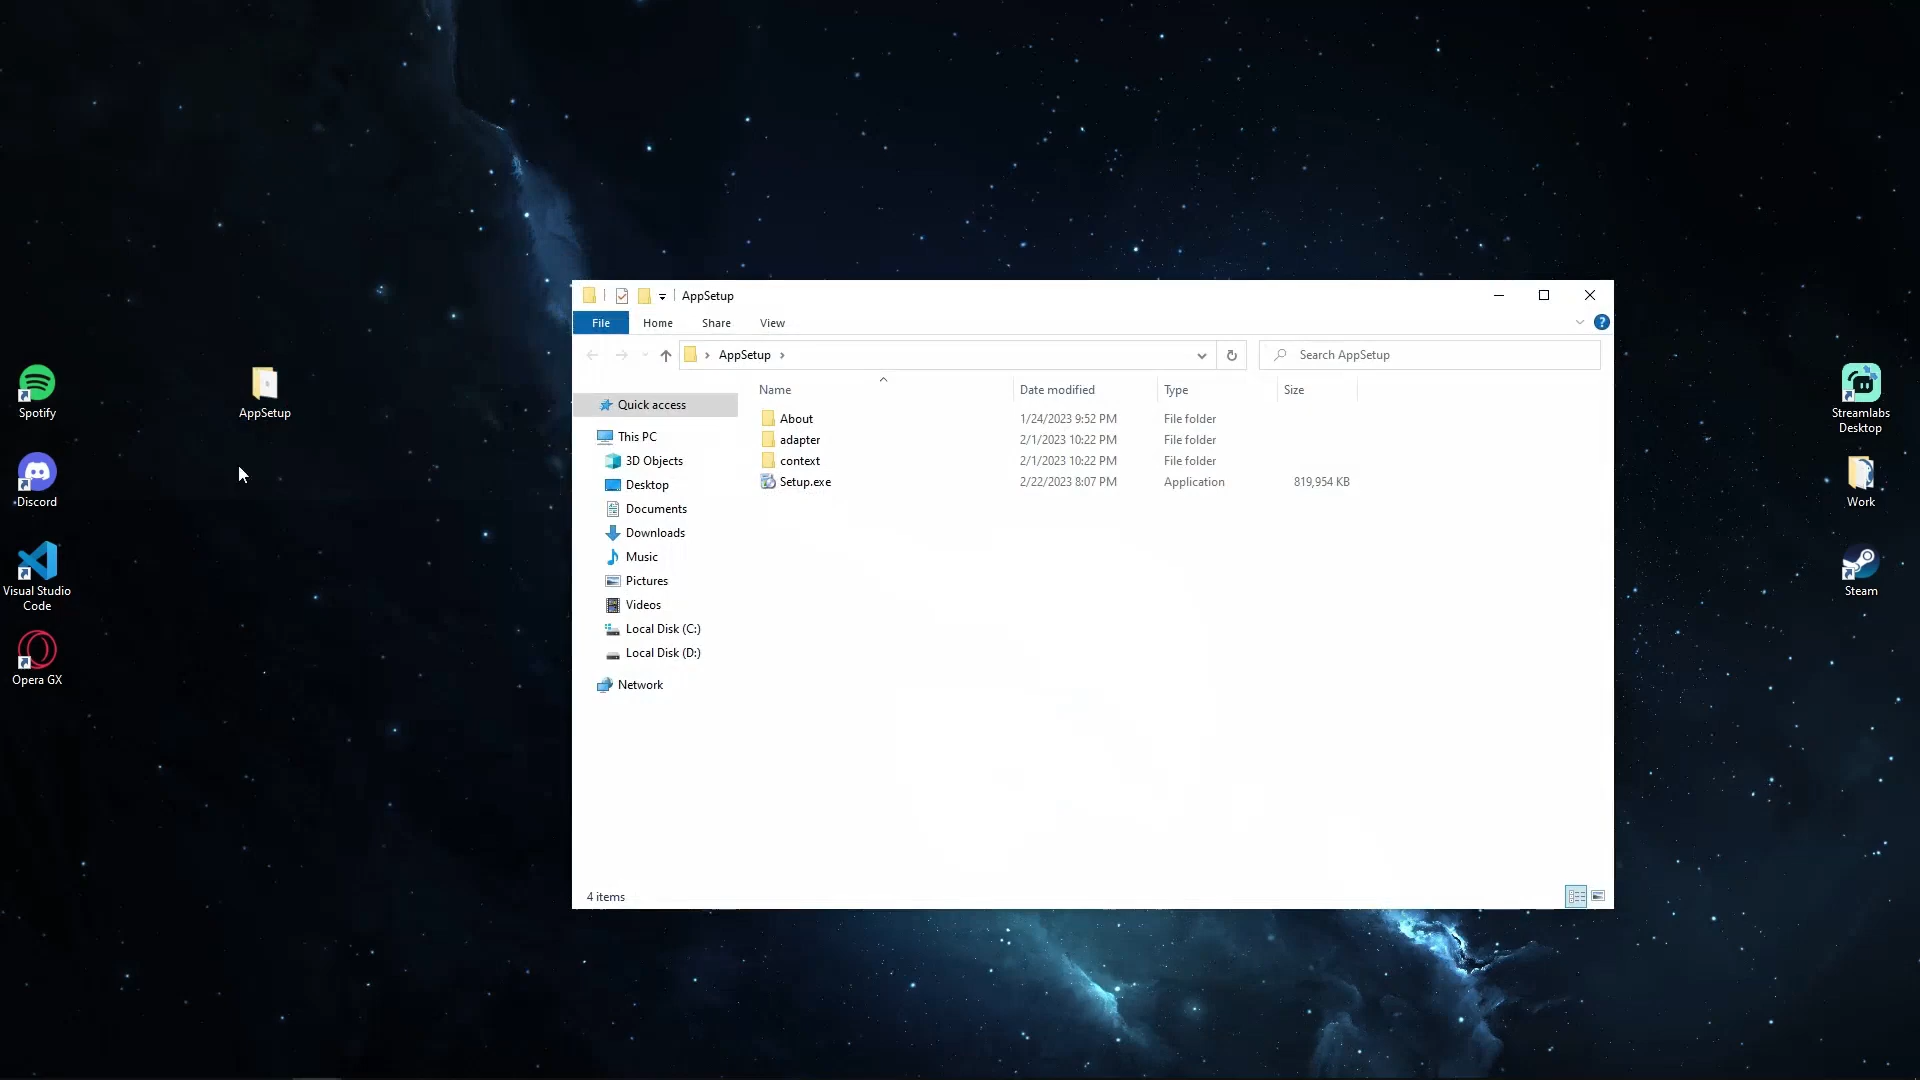 AppSetup
File
Home
Share
View
?
AppSetup
Search AppSetup
Name
Date modified
Type
Size
Quick access
This PC
3D Objects
Desktop
Documents
Downloads
Music
Pictures
Videos
Local Disk (C:)
Local Disk (D:)
Network
About 1/24/2023 9:52 PM File folder
adapter 2/1/2023 10:22 PM File folder
context 2/1/2023 10:22 PM File folder
Setup.exe 2/22/2023 8:07 PM Application 819,954 KB
4 items
Spotify
AppSetup
Discord
Visual Studio
Code
Opera GX
Streamlabs
Desktop
Work
Steam